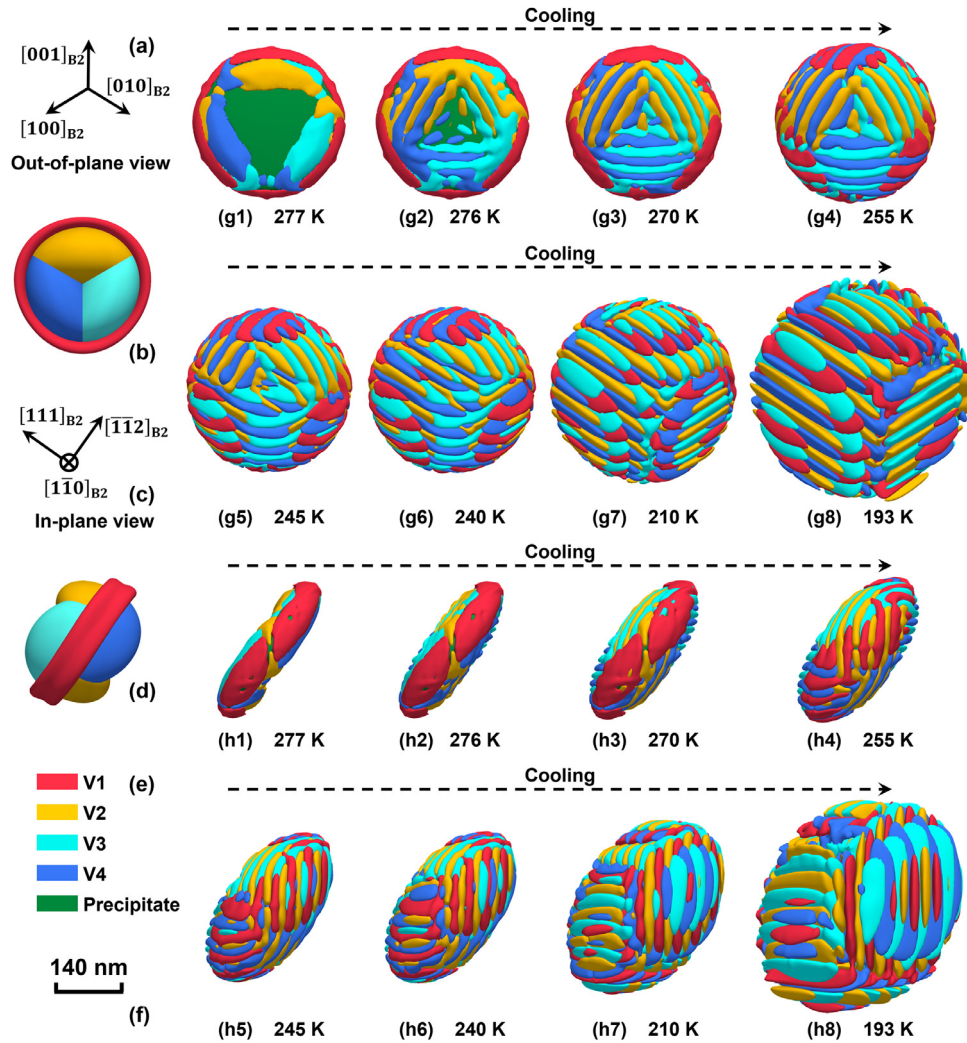 Cooling
(a)
[001]B2
[010]B2
[100]B2
Out-of-plane view
(g1) 277 K
(g2) 276 K
(g3) 270 K
(g4) 255 K
(b)
Cooling
(c)
[111]B2
[1̅1̅2]B2
[11̅0]B2
In-plane view
(g5) 245 K
(g6) 240 K
(g7) 210 K
(g8) 193 K
(d)
Cooling
(h1) 277 K
(h2) 276 K
(h3) 270 K
(h4) 255 K
(e)
Cooling
V1
V2
V3
V4
Precipitate
140 nm
(f)
(h5) 245 K
(h6) 240 K
(h7) 210 K
(h8) 193 K